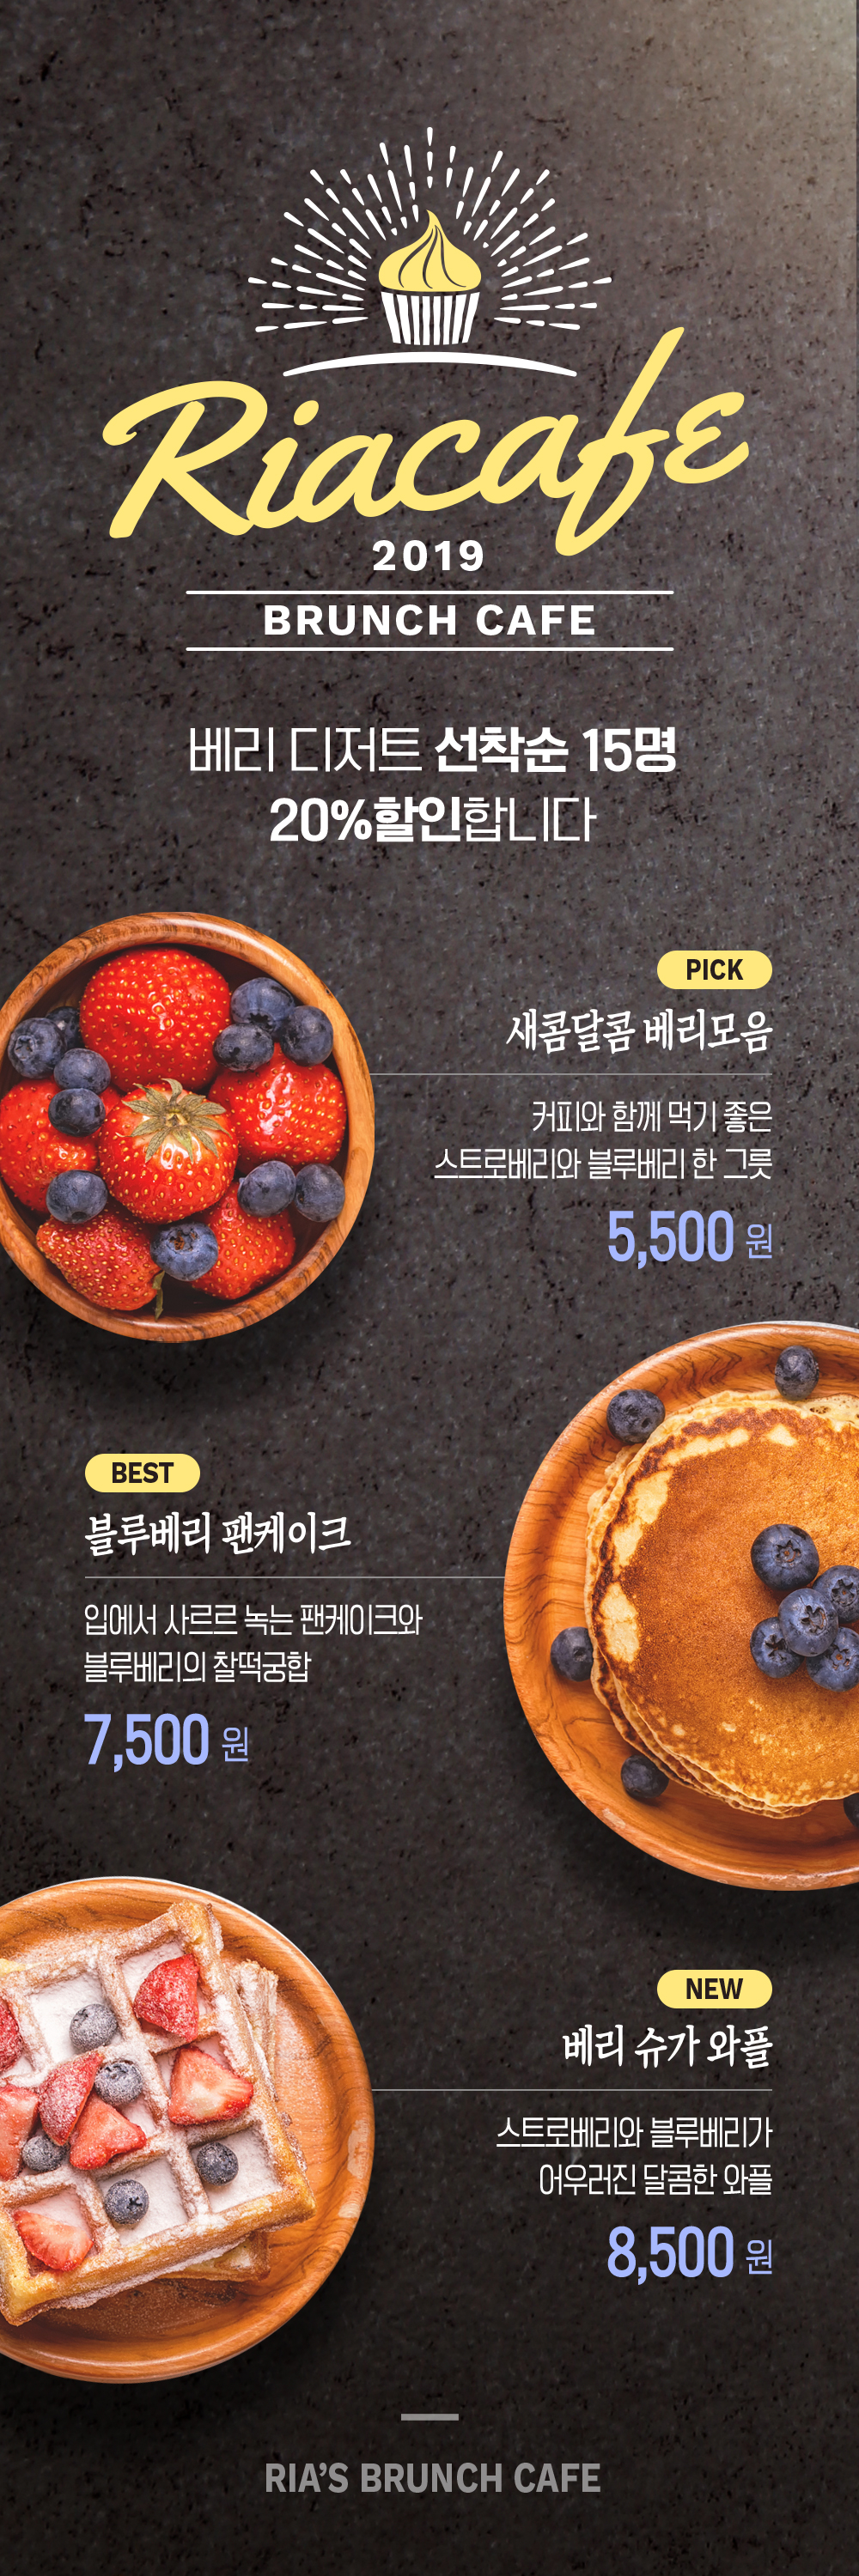 Riacafe
2019
BRUNCH CAFE
베리 디저트 선착순 15명
20%할인합니다
PICK
새콤달콤 베리모음
커피와 함께 먹기 좋은
스트로베리와 블루베리 한 그릇
5,500 원
BEST
블루베리 팬케이크
입에서 사르르 녹는 팬케이크와
블루베리의 찰떡궁합
7,500 원
NEW
베리 슈가 와플
스트로베리와 블루베리가
어우러진 달콤한 와플
8,500 원
RIA'S BRUNCH CAFE